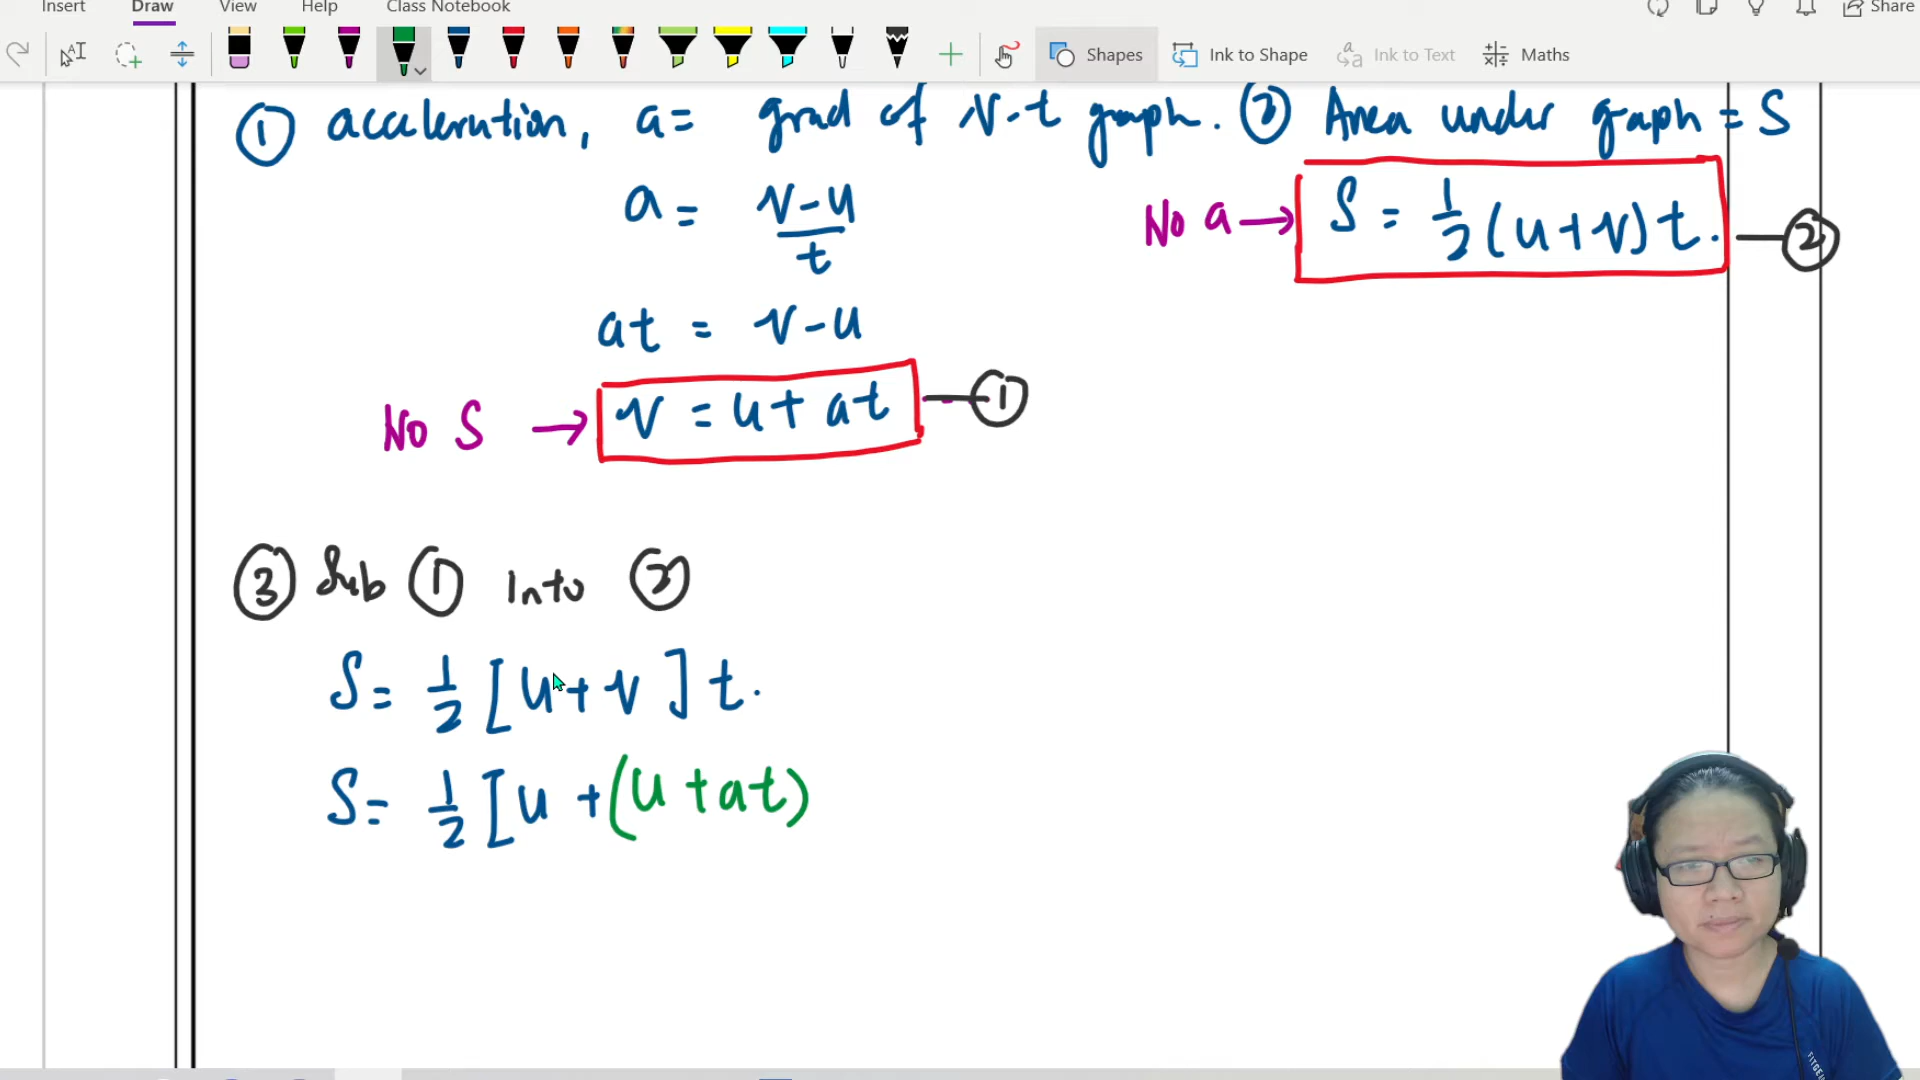 Insert Draw View Help Class Notebook Share
Shapes Ink to Shape Ink to Text Maths
① acceleration, a = grad of v-t graph. ② Area under graph = S
a = v-u / t
No a → S = 1/2 (u+v) t. — ②
at = v-u
No S → v = u + at — ①
③ Sub ① into ②
S = 1/2 [u + v] t.
S = 1/2 [u + (u + at)